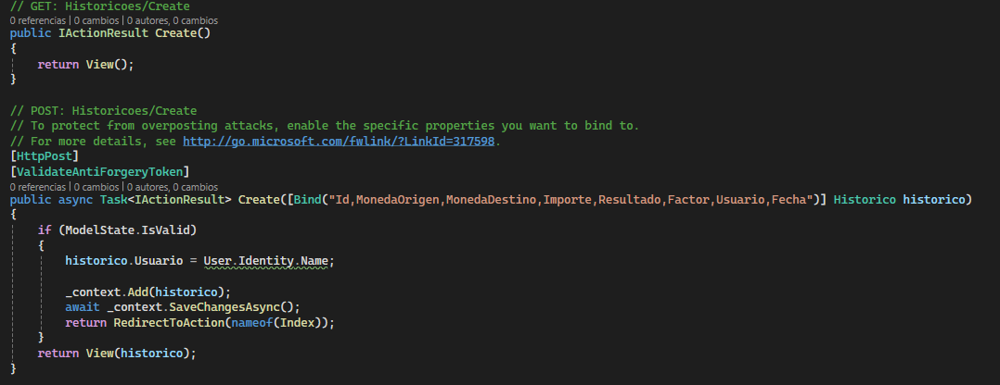 // GET: Historicoes/Create
0 referencias | 0 cambios | 0 autores, 0 cambios
public IActionResult Create()
{
return View();
}
// POST: Historicoes/Create
// To protect from overposting attacks, enable the specific properties you want to bind to.
// For more details, see http://go.microsoft.com/fwlink/?LinkId=317598.
[HttpPost]
[ValidateAntiForgeryToken]
0 referencias | 0 cambios | 0 autores, 0 cambios
public async Task<IActionResult> Create([Bind("Id,MonedaOrigen,MonedaDestino,Importe,Resultado,Factor,Usuario,Fecha")] Historico historico)
{
if (ModelState.IsValid)
{
historico.Usuario = User.Identity.Name;
_context.Add(historico);
await _context.SaveChangesAsync();
return RedirectToAction(nameof(Index));
}
return View(historico);
}